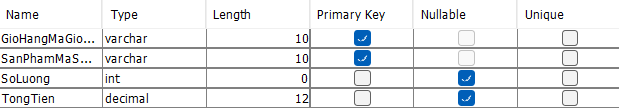 Name Type Length Primary Key Nullable Unique
GioHangMaGio... varchar 10
SanPhamMaS... varchar 10
SoLuong int 0
TongTien decimal 12